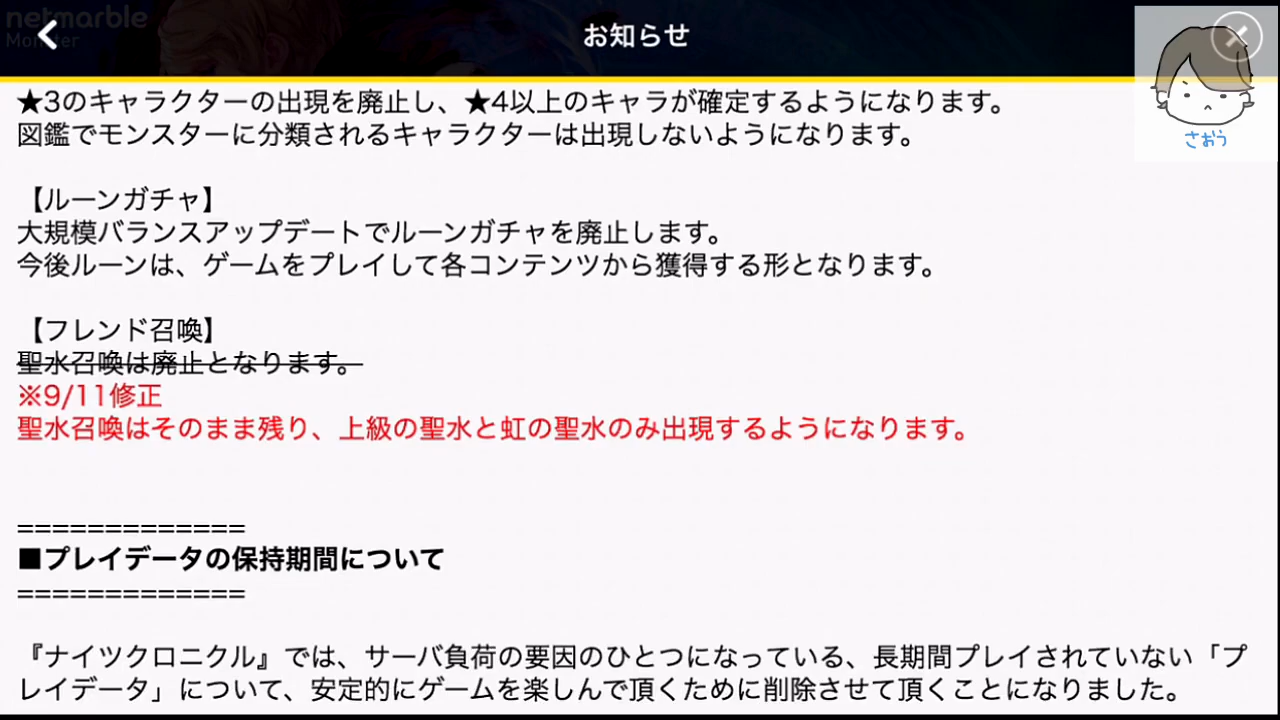 netmarble
Monster
お知らせ
さおう
★3のキャラクターの出現を廃止し、★4以上のキャラが確定するようになります。
図鑑でモンスターに分類されるキャラクターは出現しないようになります。
【ルーンガチャ】
大規模バランスアップデートでルーンガチャを廃止します。
今後ルーンは、ゲームをプレイして各コンテンツから獲得する形となります。
【フレンド召喚】
聖水召喚は廃止となります。
※9/11修正
聖水召喚はそのまま残り、上級の聖水と虹の聖水のみ出現するようになります。
=============
■プレイデータの保持期間について
=============
『ナイツクロニクル』では、サーバ負荷の要因のひとつになっている、長期間プレイされていない「プ
レイデータ」について、安定的にゲームを楽しんで頂くために削除させて頂くことになりました。